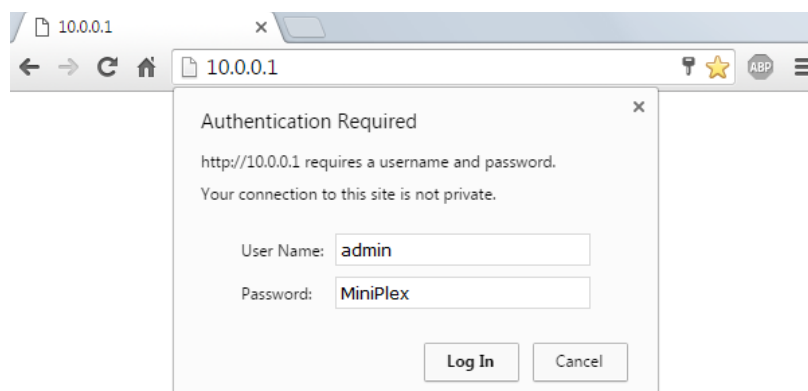 10.0.0.1
10.0.0.1
ABP
Authentication Required
http://10.0.0.1 requires a username and password.
Your connection to this site is not private.
User Name: admin
Password: MiniPlex
Log In Cancel